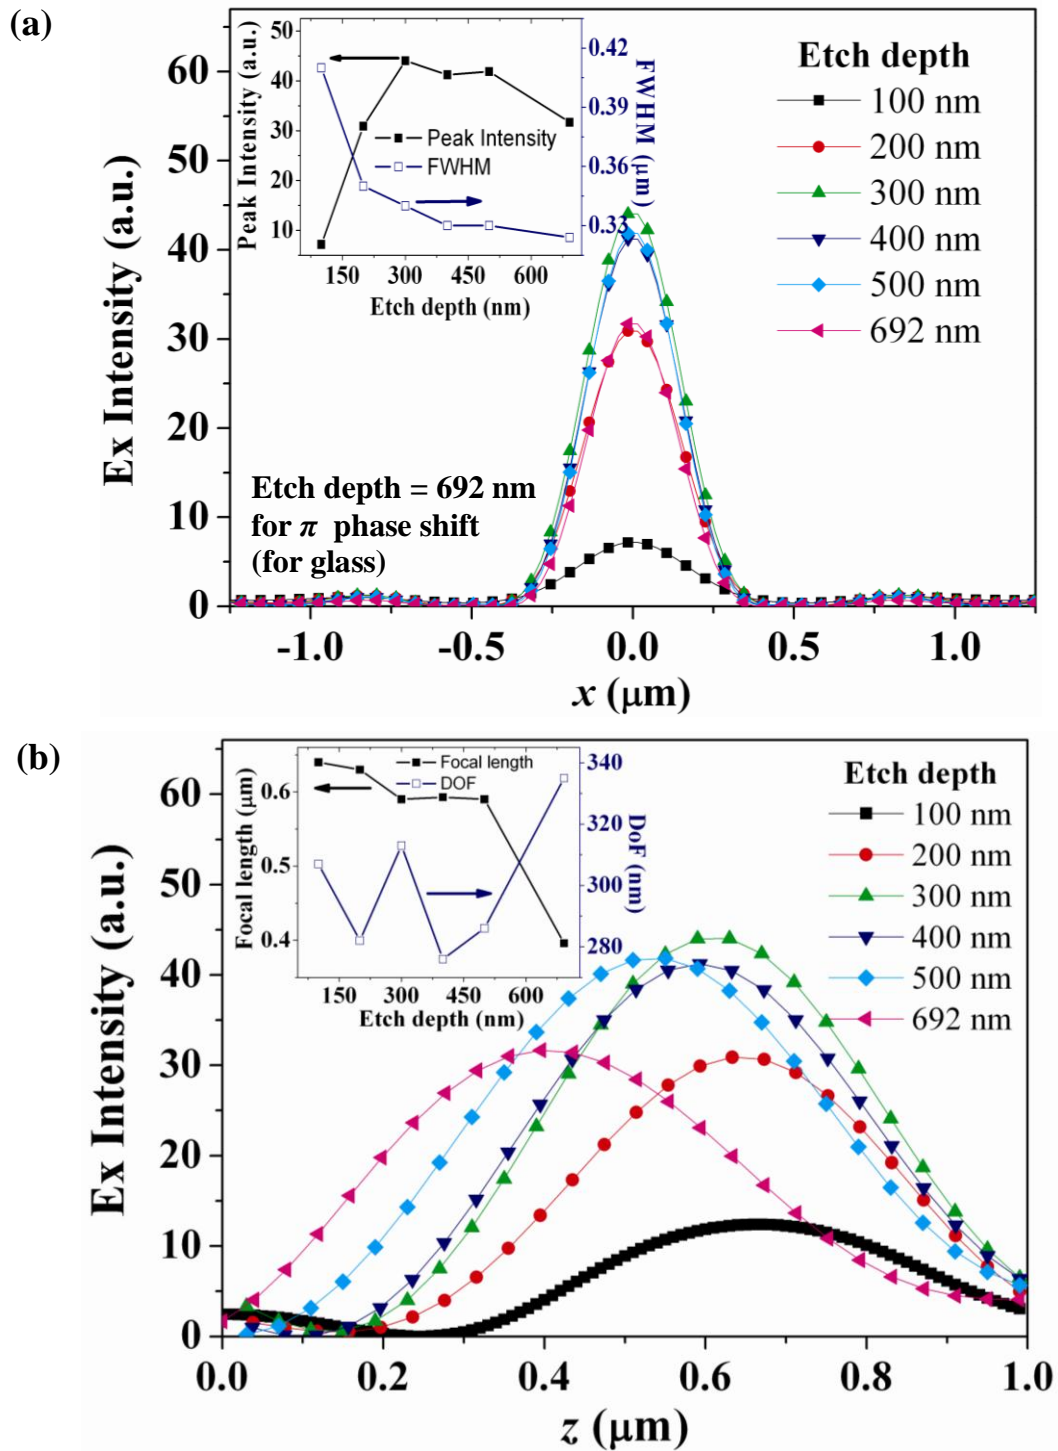 (a)
Peak Intensity (a.u.)
50
40
30
20
10
0.42
0.39
0.36
0.33
FWHM (μm)
Peak Intensity
FWHM
150 300 450 600
Etch depth (nm)
Etch depth
100 nm
200 nm
300 nm
400 nm
500 nm
692 nm
Ex Intensity (a.u.)
60
50
40
30
20
10
0
Etch depth = 692 nm
for π phase shift
(for glass)
-1.0 -0.5 0.0 0.5 1.0
x (μm)
(b)
Focal length (μm)
0.6
0.5
0.4
Focal length
DOF
340
320
300
280
DoF (nm)
150 300 450 600
Etch depth (nm)
Etch depth
100 nm
200 nm
300 nm
400 nm
500 nm
692 nm
Ex Intensity (a.u.)
60
50
40
30
20
10
0
0.0 0.2 0.4 0.6 0.8 1.0
z (μm)